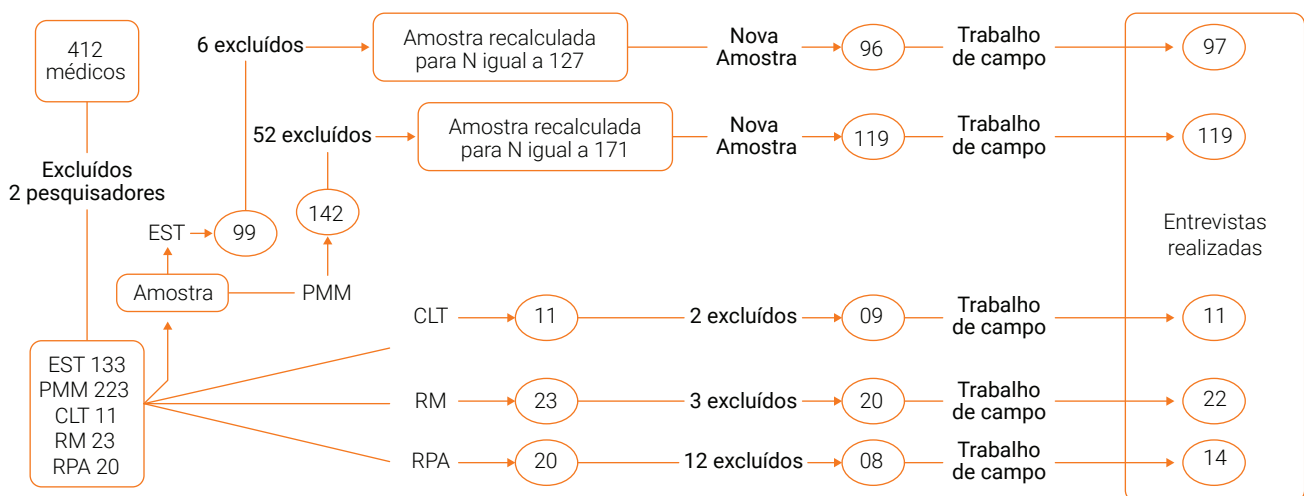 412
médicos
Excluídos
2 pesquisadores
EST 133
PMM 223
CLT 11
RM 23
RPA 20
Amostra
EST
99
6 excluídos
Amostra recalculada
para N igual a 127
Nova
Amostra
96
Trabalho
de campo
97
PMM
142
52 excluídos
Amostra recalculada
para N igual a 171
Nova
Amostra
119
Trabalho
de campo
119
Entrevistas
realizadas
CLT
11
2 excluídos
09
Trabalho
de campo
11
RM
23
3 excluídos
20
Trabalho
de campo
22
RPA
20
12 excluídos
08
Trabalho
de campo
14